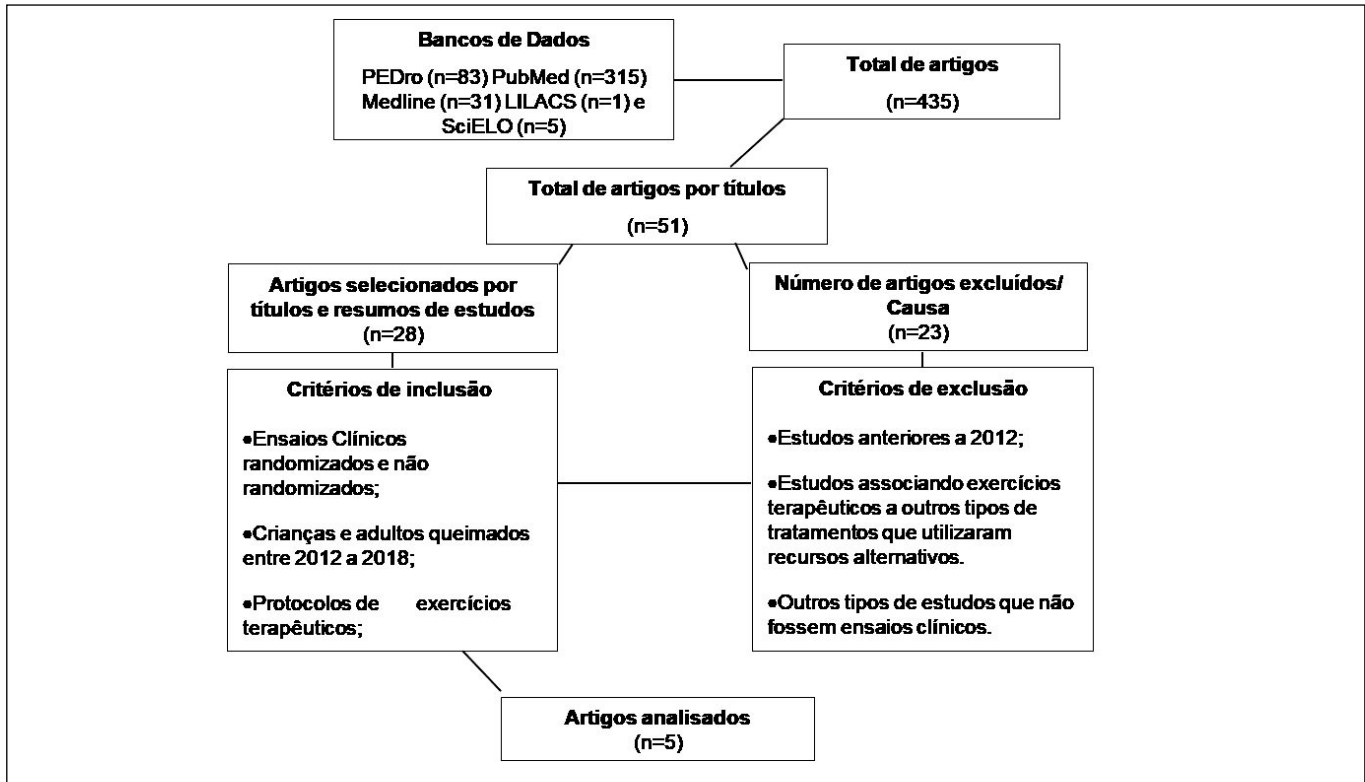 Bancos de Dados
PEDro (n=83) PubMed (n=315)
Medline (n=31) LILACS (n=1) e
SciELO (n=5)
Total de artigos
(n=435)
Total de artigos por títulos
(n=51)
Artigos selecionados por
títulos e resumos de estudos
(n=28)
Número de artigos excluídos/
Causa
(n=23)
Critérios de inclusão
•Ensaios Clínicos
randomizados e não
randomizados;
•Crianças e adultos queimados
entre 2012 a 2018;
•Protocolos de exercícios
terapêuticos;
Critérios de exclusão
•Estudos anteriores a 2012;
•Estudos associando exercícios
terapêuticos a outros tipos de
tratamentos que utilizaram
recursos alternativos.
•Outros tipos de estudos que não
fossem ensaios clínicos.
Artigos analisados
(n=5)